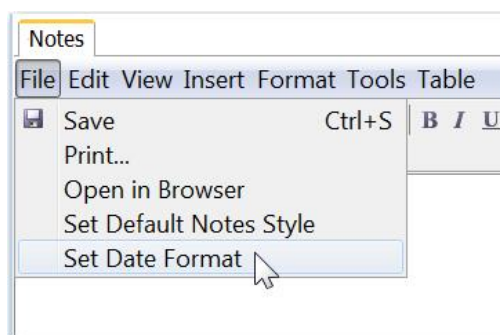 Notes
File Edit View Insert Format Tools Table
Save Ctrl+S B I U
Print...
Open in Browser
Set Default Notes Style
Set Date Format